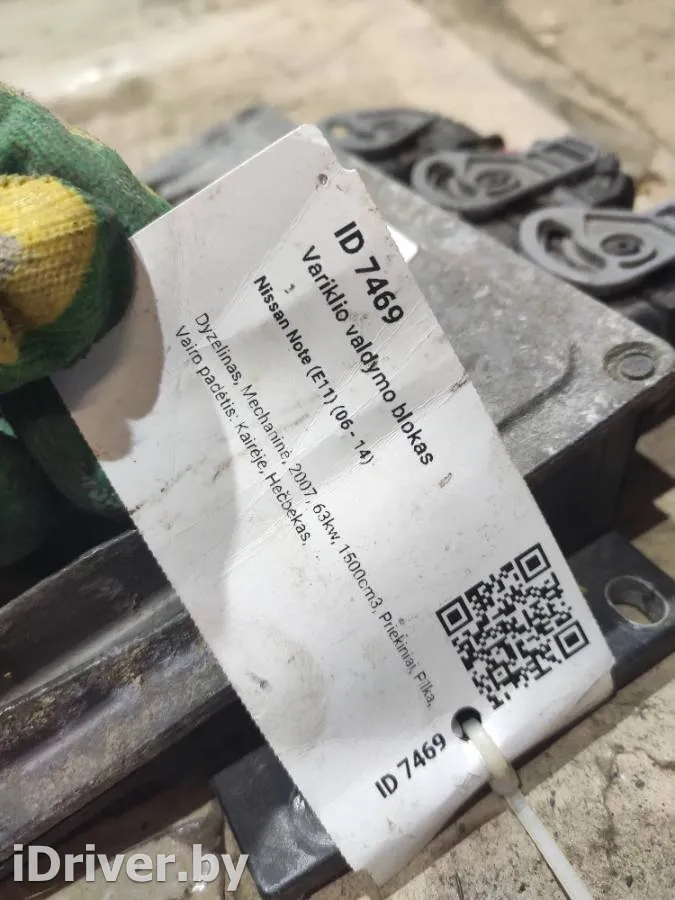 ID 7469
Variklio valdymo blokas
Nissan Note (E11) (06 - 14)
Dyzelinas, Mechaninė, 2007, 63kw, 1500cm3, Priekiniai, Pilka,
Vairo padėtis: Kairėje, Hečbekas,
ID 7469
iDriver.by